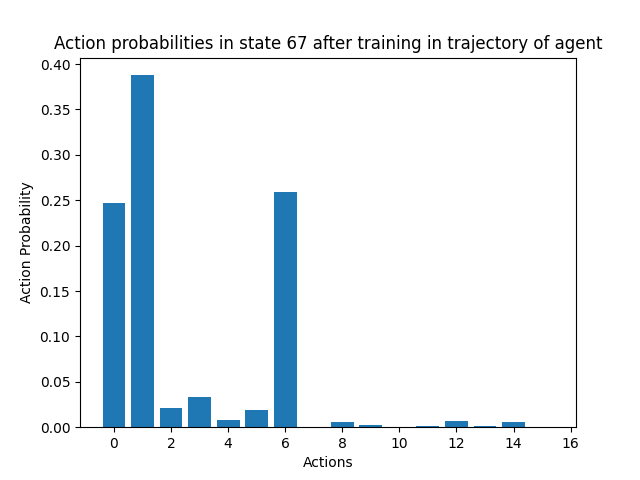 Action probabilities in state 67 after training in trajectory of agent
0.40
0.35
0.30
0.25
0.20
0.15
0.10
0.05
0.00
Action Probability
0 2 4 6 8 10 12 14 16
Actions